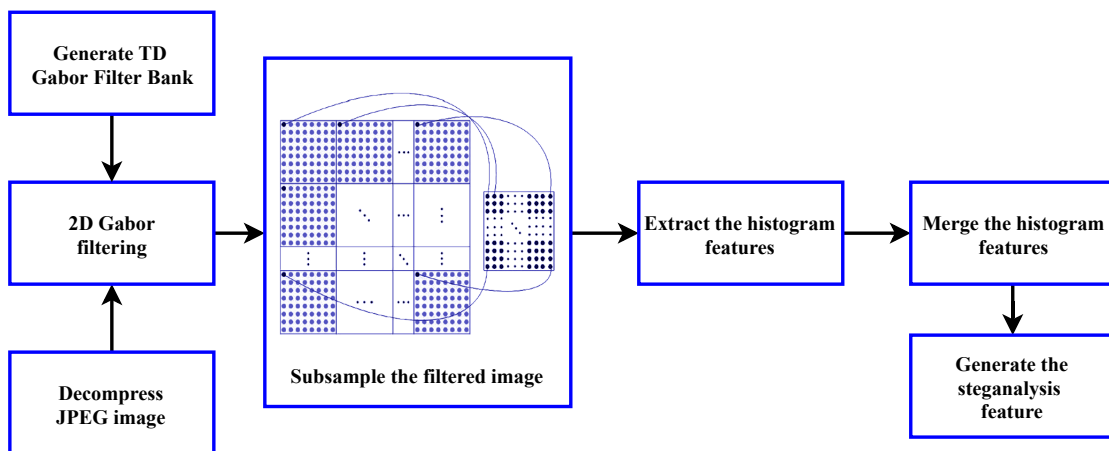 Generate TD
Gabor Filter Bank
2D Gabor
filtering
Decompress
JPEG image
Subsample the filtered image
Extract the histogram
features
Merge the histogram
features
Generate the
steganalysis
feature